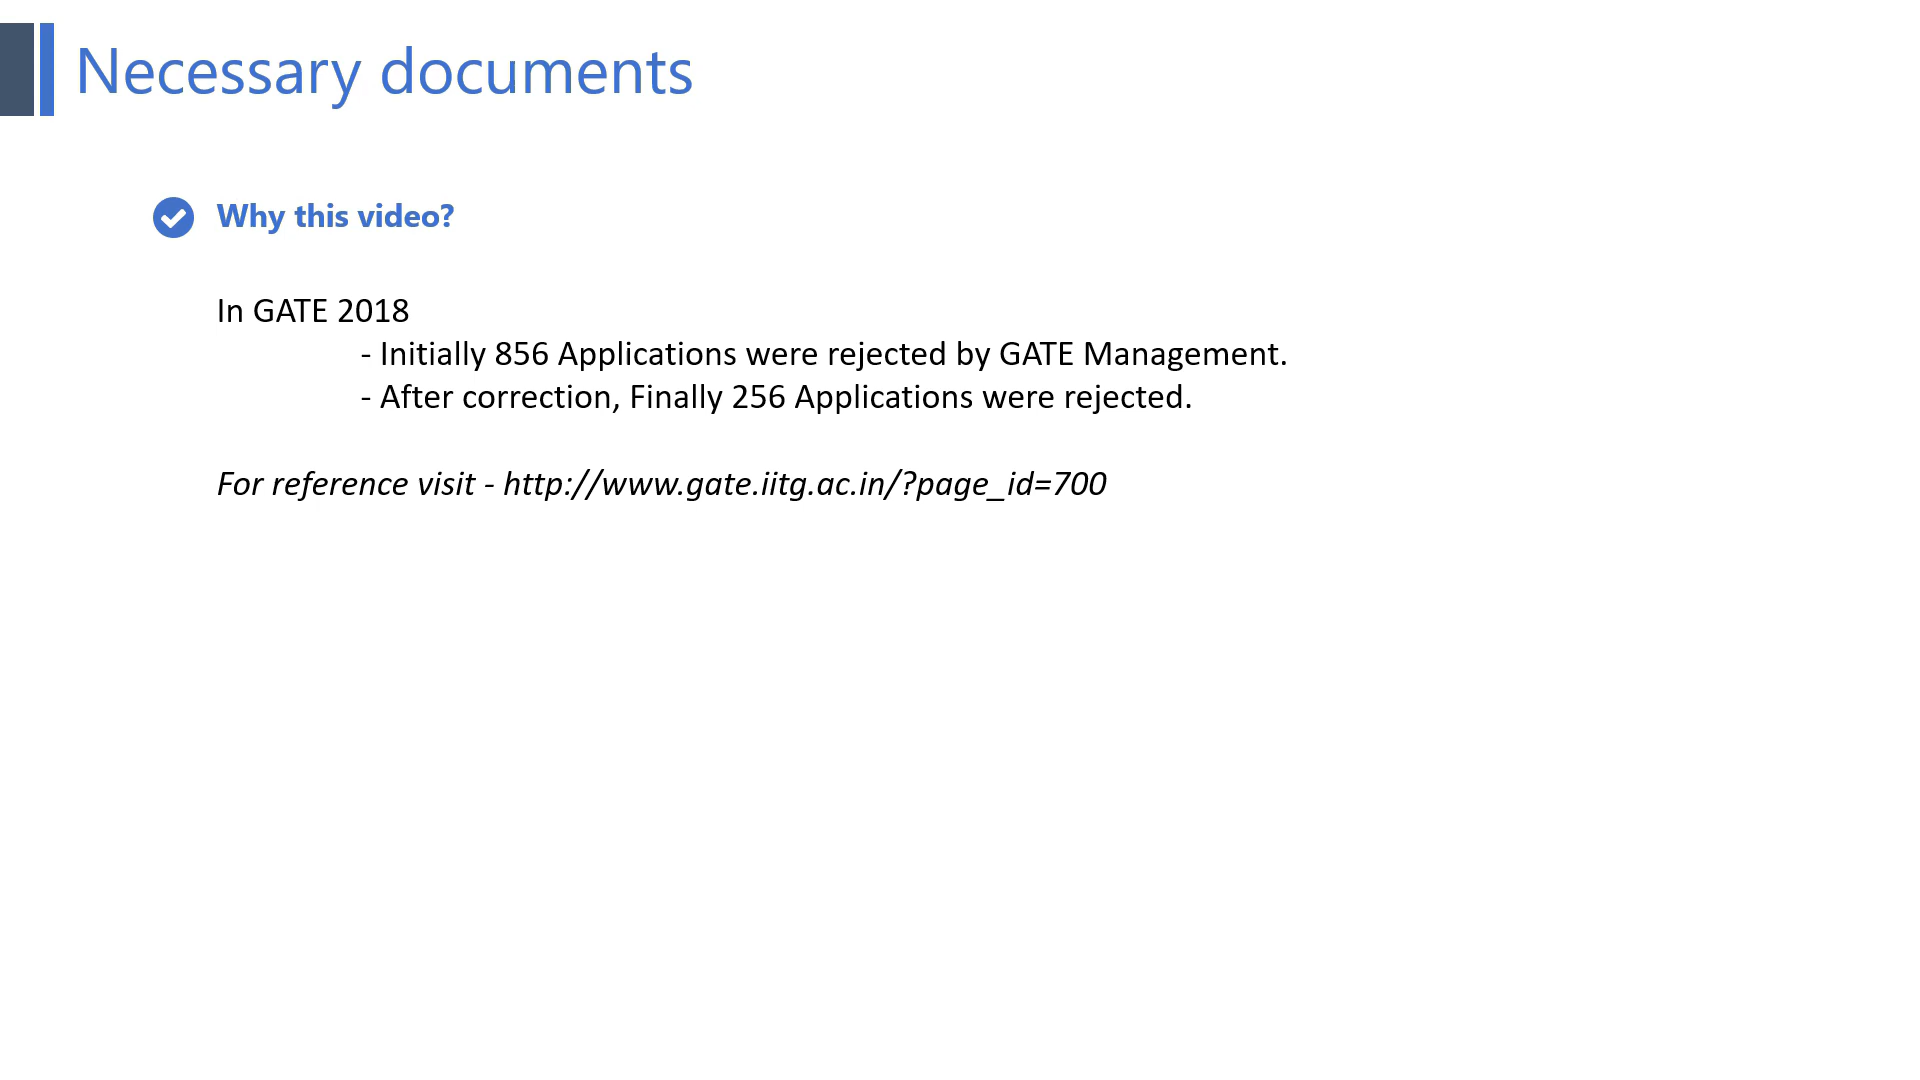 Necessary documents
Why this video?
In GATE 2018
- Initially 856 Applications were rejected by GATE Management.
- After correction, Finally 256 Applications were rejected.
For reference visit - http://www.gate.iitg.ac.in/?page_id=700